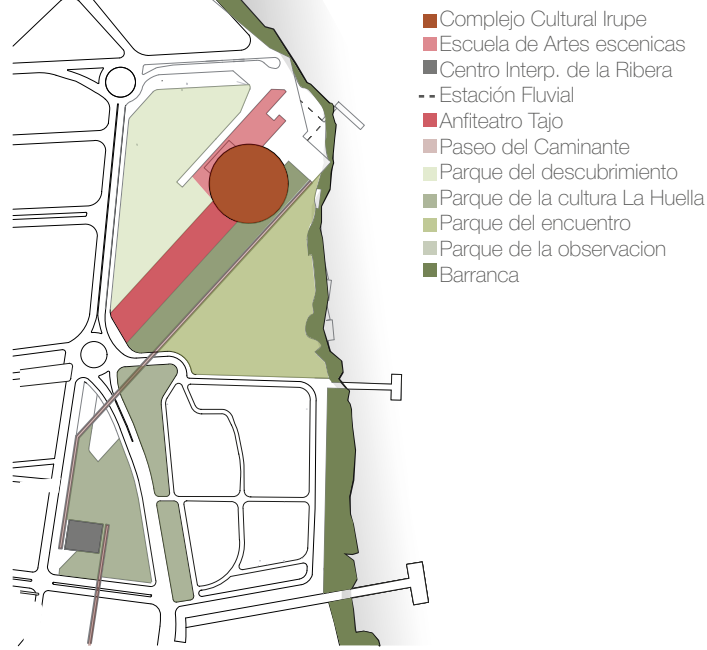 Complejo Cultural Irupe
Escuela de Artes escenicas
Centro Interp. de la Ribera
Estación Fluvial
Anfiteatro Tajo
Paseo del Caminante
Parque del descubrimiento
Parque de la cultura La Huella
Parque del encuentro
Parque de la observacion
Barranca